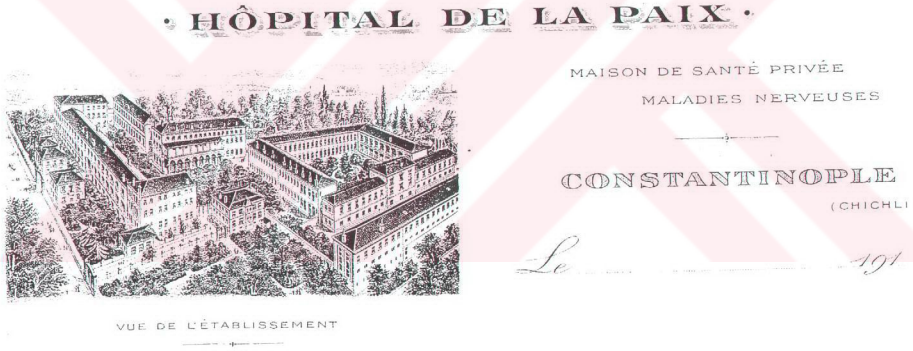 · HÔPITAL DE LA PAIX ·
MAISON DE SANTÉ PRIVÉE
MALADIES NERVEUSES
CONSTANTINOPLE
(CHICHLI
Le 191
VUE DE L'ÉTABLISSEMENT